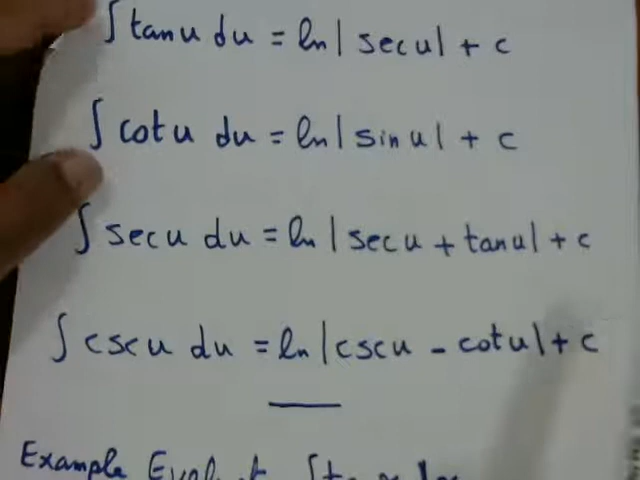 ∫ tan u du = ln | sec u | + c
∫ cot u du = ln | sin u | + c
∫ sec u du = ln | sec u + tan u | + c
∫ csc u du = ln | csc u - cot u | + c
Example